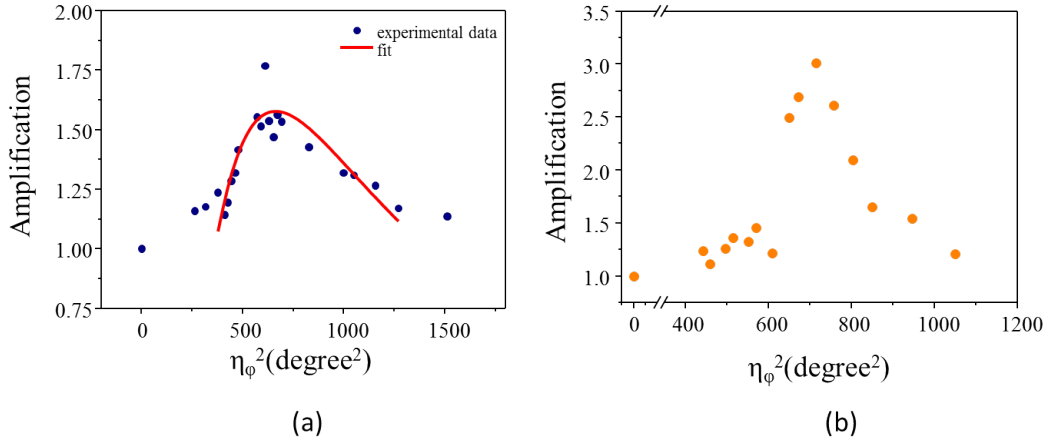 2.00
1.75
1.50
1.25
1.00
0.75
Amplification
experimental data
fit
0
500
1000
1500
ηφ²(degree²)
(a)
3.5
3.0
2.5
2.0
1.5
1.0
Amplification
0
400
600
800
1000
1200
ηφ²(degree²)
(b)